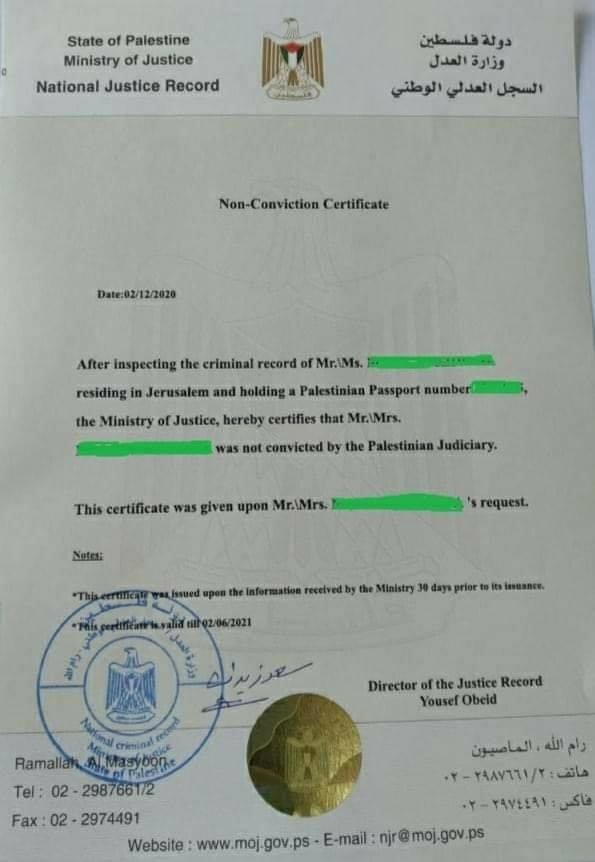 State of Palestine
Ministry of Justice
National Justice Record
دولة فلسطين
وزارة العدل
السجل العدلي الوطني
فلسطين
Non-Conviction Certificate
Date:02/12/2020
After inspecting the criminal record of Mr.\Ms.
residing in Jerusalem and holding a Palestinian Passport number ,
the Ministry of Justice, hereby certifies that Mr.\Mrs.
was not convicted by the Palestinian Judiciary.
This certificate was given upon Mr.\Mrs. 's request.
Notes:
*This certificate was issued upon the information received by the Ministry 30 days prior to its issuance.
*This certificate is valid till 02/06/2021
دولة فلسطين
National criminal record
Ministry of Justice
State of Palestine
Director of the Justice Record
Yousef Obeid
Ramallah, Al Masyoon
Tel : 02 - 2987661/2
Fax : 02 - 2974491
رام الله ، الماصيون
هاتف : ٢/٢٩٨٧٦٦١ - ٠٢
فاكس : ٢٩٧٤٤٩١ - ٠٢
Website : www.moj.gov.ps - E-mail : njr@moj.gov.ps